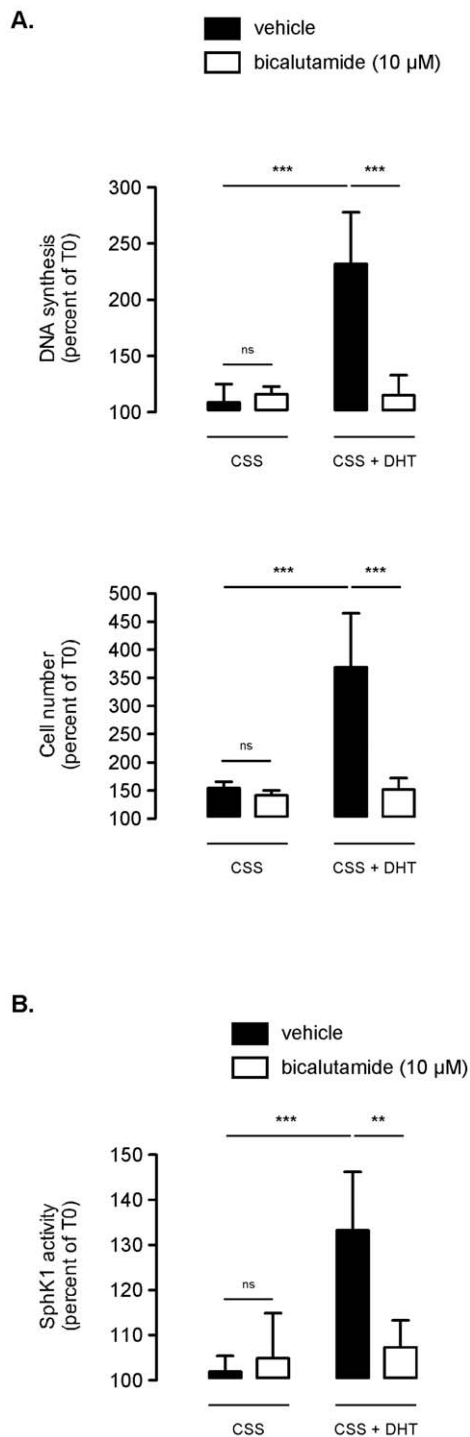 A.
vehicle
bicalutamide (10 µM)
*** ***
300
250
200
150
100
DNA synthesis
(percent of T0)
ns
CSS CSS + DHT
*** ***
500
450
400
350
300
250
200
150
100
Cell number
(percent of T0)
ns
CSS CSS + DHT
B.
vehicle
bicalutamide (10 µM)
*** **
150
140
130
120
110
100
SphK1 activity
(percent of T0)
ns
CSS CSS + DHT